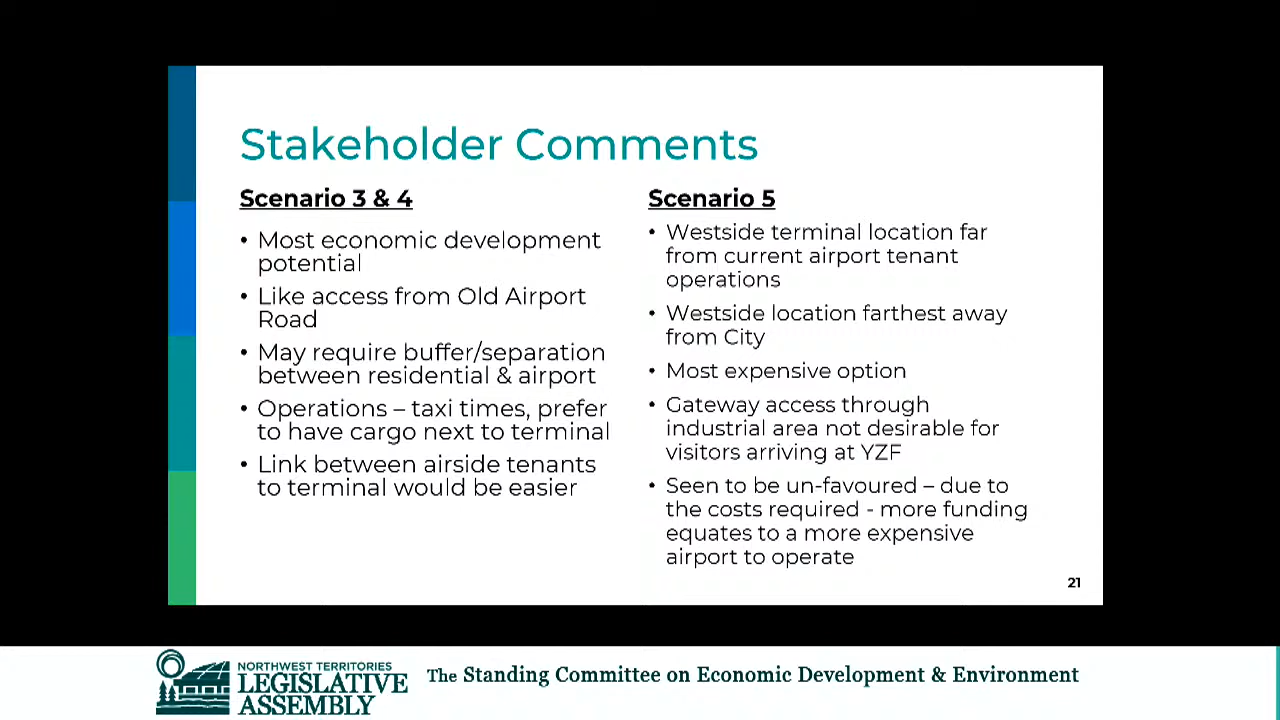 Stakeholder Comments
Scenario 3 & 4
• Most economic development
potential
• Like access from Old Airport
Road
• May require buffer/separation
between residential & airport
• Operations – taxi times, prefer
to have cargo next to terminal
• Link between airside tenants
to terminal would be easier
Scenario 5
• Westside terminal location far
from current airport tenant
operations
• Westside location farthest away
from City
• Most expensive option
• Gateway access through
industrial area not desirable for
visitors arriving at YZF
• Seen to be un-favoured – due to
the costs required - more funding
equates to a more expensive
airport to operate
21
NORTHWEST TERRITORIES
LEGISLATIVE
ASSEMBLY
The Standing Committee on Economic Development & Environment